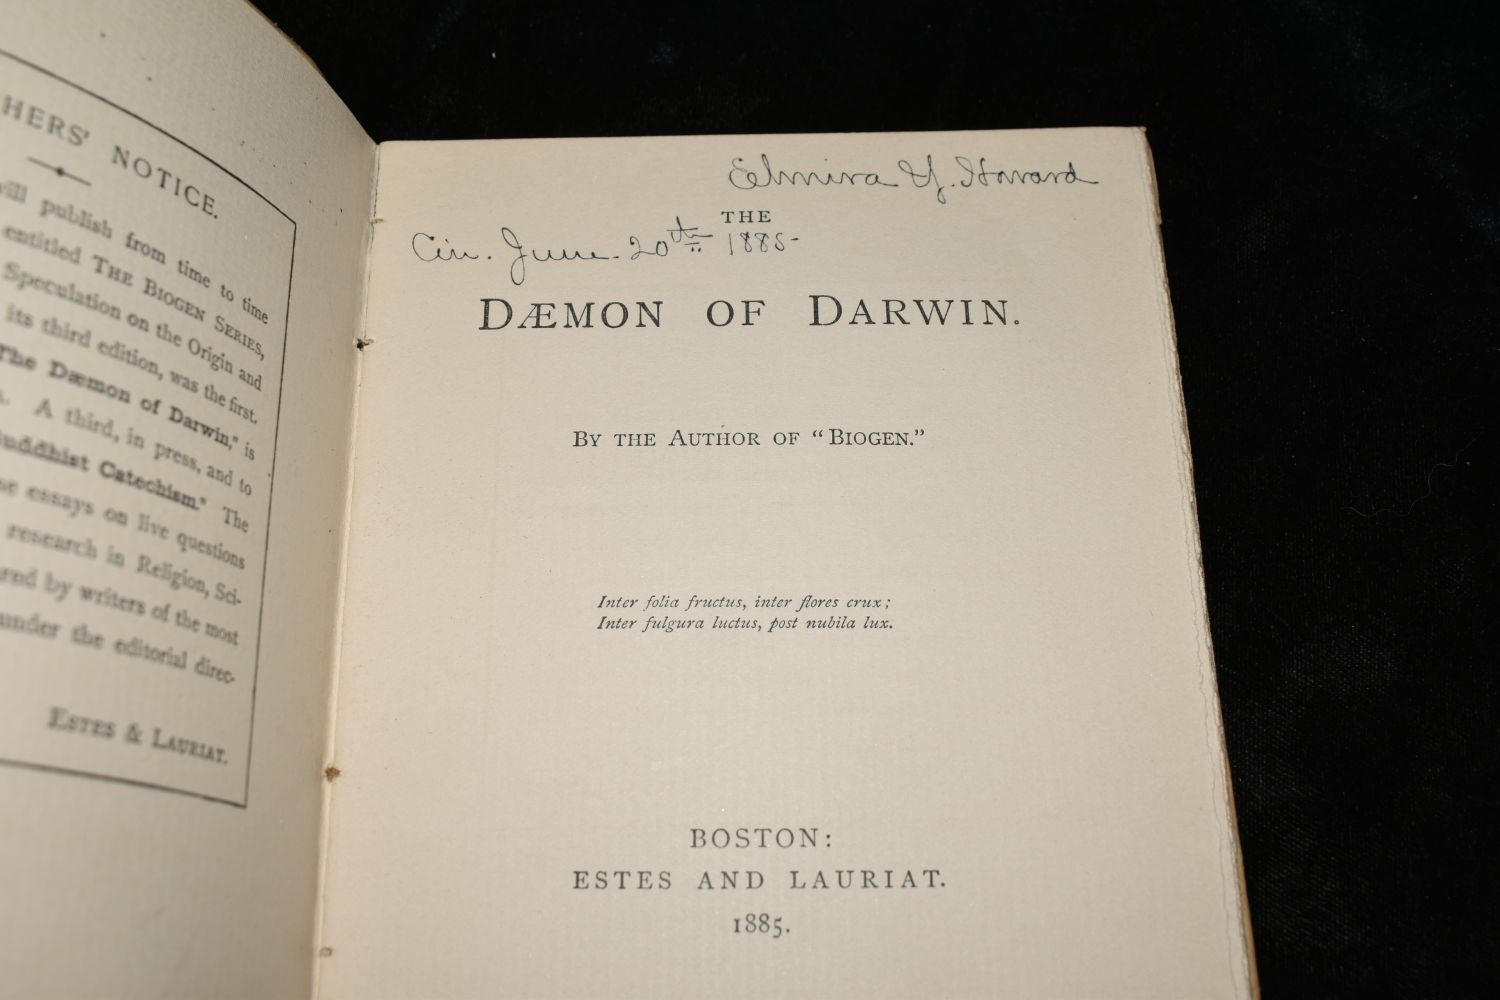 HERS' NOTICE.
will publish from time to time
entitled THE BIOGEN SERIES,
Speculation on the Origin and
its third edition, was the first.
The Dæmon of Darwin," is
A third, in press, and to
Buddhist Catechism." The
essays on live questions
research in Religion, Sci-
by writers of the most
under the editorial direc-
ESTES & LAURIAT.
Elmira Y. Howard
THE
Cin. June. 20th 1885-
DÆMON OF DARWIN.
BY THE AUTHOR OF "BIOGEN."
Inter folia fructus, inter flores crux;
Inter fulgura luctus, post nubila lux.
BOSTON:
ESTES AND LAURIAT.
1885.